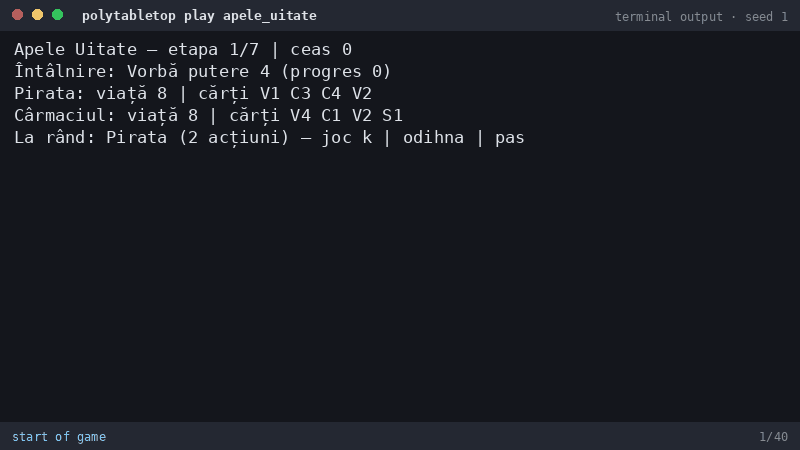 polytabletop play apele_uitate
terminal output · seed 1
Apele Uitate — etapa 1/7 | ceas 0
Întâlnire: Vorbă putere 4 (progres 0)
Pirata: viață 8 | cărți V1 C3 C4 V2
Cârmaciul: viață 8 | cărți V4 C1 V2 S1
La rând: Pirata (2 acțiuni) — joc k | odihna | pas
start of game
1/40